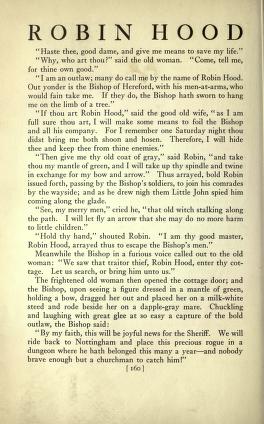 ROBIN HOOD
"Haste thee, good dame, and give me means to save my life."
"Why, who art thou?" said the old woman. "Come, tell me,
for thine own good."
"I am an outlaw; many do call me by the name of Robin Hood.
Out yonder is the Bishop of Hereford, with his men-at-arms, who
would fain take me. If they do, the Bishop hath sworn to hang
me on the limb of a tree."
"If thou art Robin Hood," said the good old wife, "as I am
full sure thou art, I will make some means to foil the Bishop
and all his company. For I remember one Saturday night thou
didst bring me both shoon and hosen. Therefore, I will hide
thee and keep thee from thine enemies."
"Then give me thy old coat of gray," said Robin, "and take
thou my mantle of green, and I will take up thy spindle and twine
in exchange for my bow and arrow." Thus arrayed, bold Robin
issued forth, passing by the Bishop's soldiers, to join his comrades
by the wayside; and as he drew nigh them Little John spied him
coming along the glade.
"See, my merry men," cried he, "that old witch stalking along
the path. I will let fly an arrow that she may do no more harm
to little children."
"Hold thy hand," shouted Robin. "I am thy good master,
Robin Hood, arrayed thus to escape the Bishop's men."
Meanwhile the Bishop in a furious voice called out to the old
woman: "We saw that traitor thief, Robin Hood, enter thy cot-
tage. Let us search, or bring him unto us."
The frightened old woman then opened the cottage door; and
the Bishop, upon seeing a figure dressed in a mantle of green,
holding a bow, dragged her out and placed her on a milk-white
steed and rode beside her on a dapple-gray mare. Chuckling
and laughing with great glee at so easy a capture of the bold
outlaw, the Bishop said:
"By my faith, this will be joyful news for the Sheriff. We will
ride back to Nottingham and place this precious rogue in a
dungeon where he hath belonged this many a year—and nobody
brave enough but a churchman to catch him!"
[160]